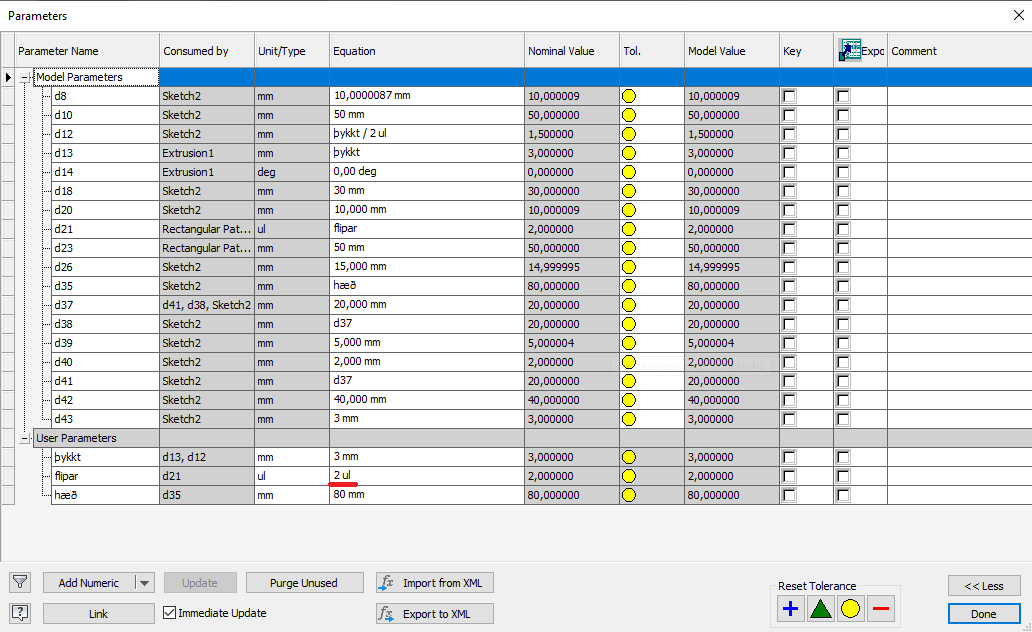 Parameters
Parameter Name Consumed by Unit/Type Equation Nominal Value Tol. Model Value Key Expo Comment
Model Parameters
d8 Sketch2 mm 10,0000087 mm 10,000009 10,000009
d10 Sketch2 mm 50 mm 50,000000 50,000000
d12 Sketch2 mm þykkt / 2 ul 1,500000 1,500000
d13 Extrusion1 mm þykkt 3,000000 3,000000
d14 Extrusion1 deg 0,00 deg 0,000000 0,000000
d18 Sketch2 mm 30 mm 30,000000 30,000000
d20 Sketch2 mm 10,000 mm 10,000009 10,000009
d21 Rectangular Pat... ul flipar 2,000000 2,000000
d23 Rectangular Pat... mm 50 mm 50,000000 50,000000
d26 Sketch2 mm 15,000 mm 14,999995 14,999995
d35 Sketch2 mm hæð 80,000000 80,000000
d37 d41, d38, Sketch2 mm 20,000 mm 20,000000 20,000000
d38 Sketch2 mm d37 20,000000 20,000000
d39 Sketch2 mm 5,000 mm 5,000004 5,000004
d40 Sketch2 mm 2,000 mm 2,000000 2,000000
d41 Sketch2 mm d37 20,000000 20,000000
d42 Sketch2 mm 40,000 mm 40,000000 40,000000
d43 Sketch2 mm 3 mm 3,000000 3,000000
User Parameters
þykkt d13, d12 mm 3 mm 3,000000 3,000000
flipar d21 ul 2 ul 2,000000 2,000000
hæð d35 mm 80 mm 80,000000 80,000000
Add Numeric Update Purge Unused fx Import from XML Reset Tolerance << Less
Link Immediate Update fx Export to XML Done